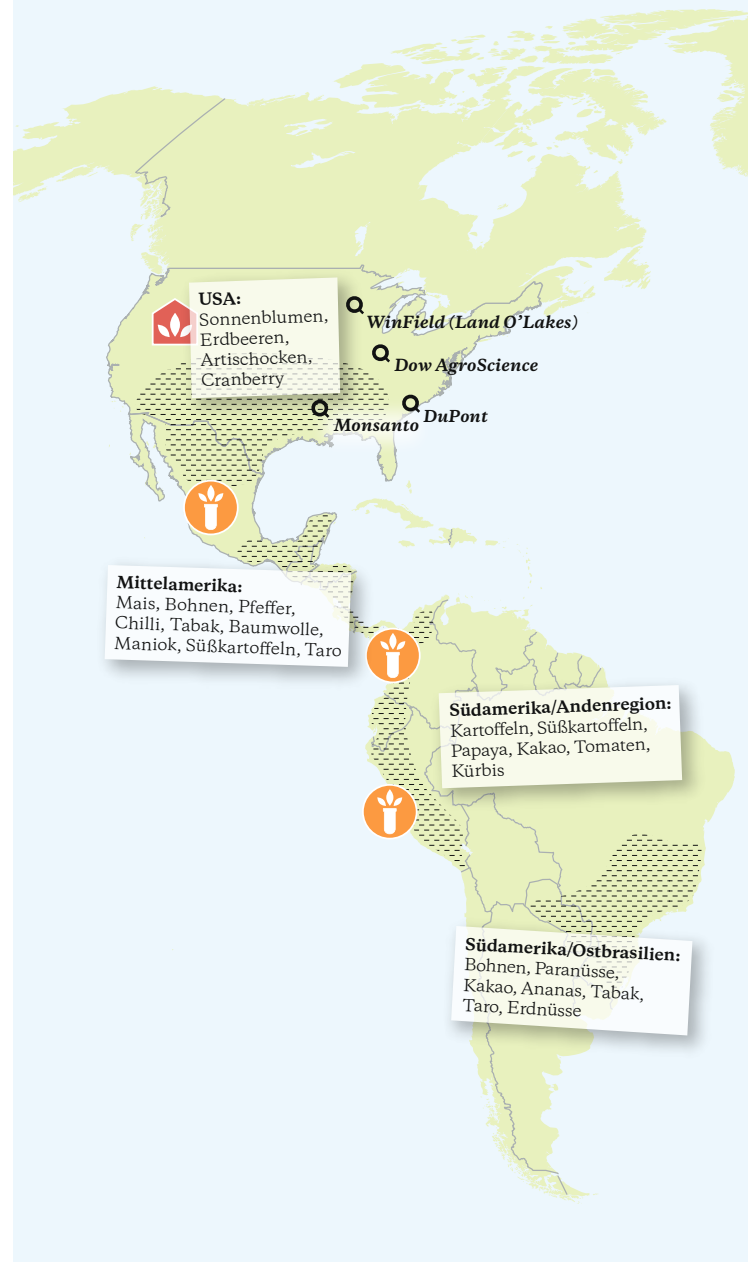 USA:
Sonnenblumen,
Erdbeeren,
Artischocken,
Cranberry
WinField (Land O’Lakes)
Dow AgroScience
DuPont
Monsanto
Mittelamerika:
Mais, Bohnen, Pfeffer,
Chilli, Tabak, Baumwolle,
Maniok, Süßkartoffeln, Taro
Südamerika/Andenregion:
Kartoffeln, Süßkartoffeln,
Papaya, Kakao, Tomaten,
Kürbis
Südamerika/Ostbrasilien:
Bohnen, Paranüsse,
Kakao, Ananas, Tabak,
Taro, Erdnüsse